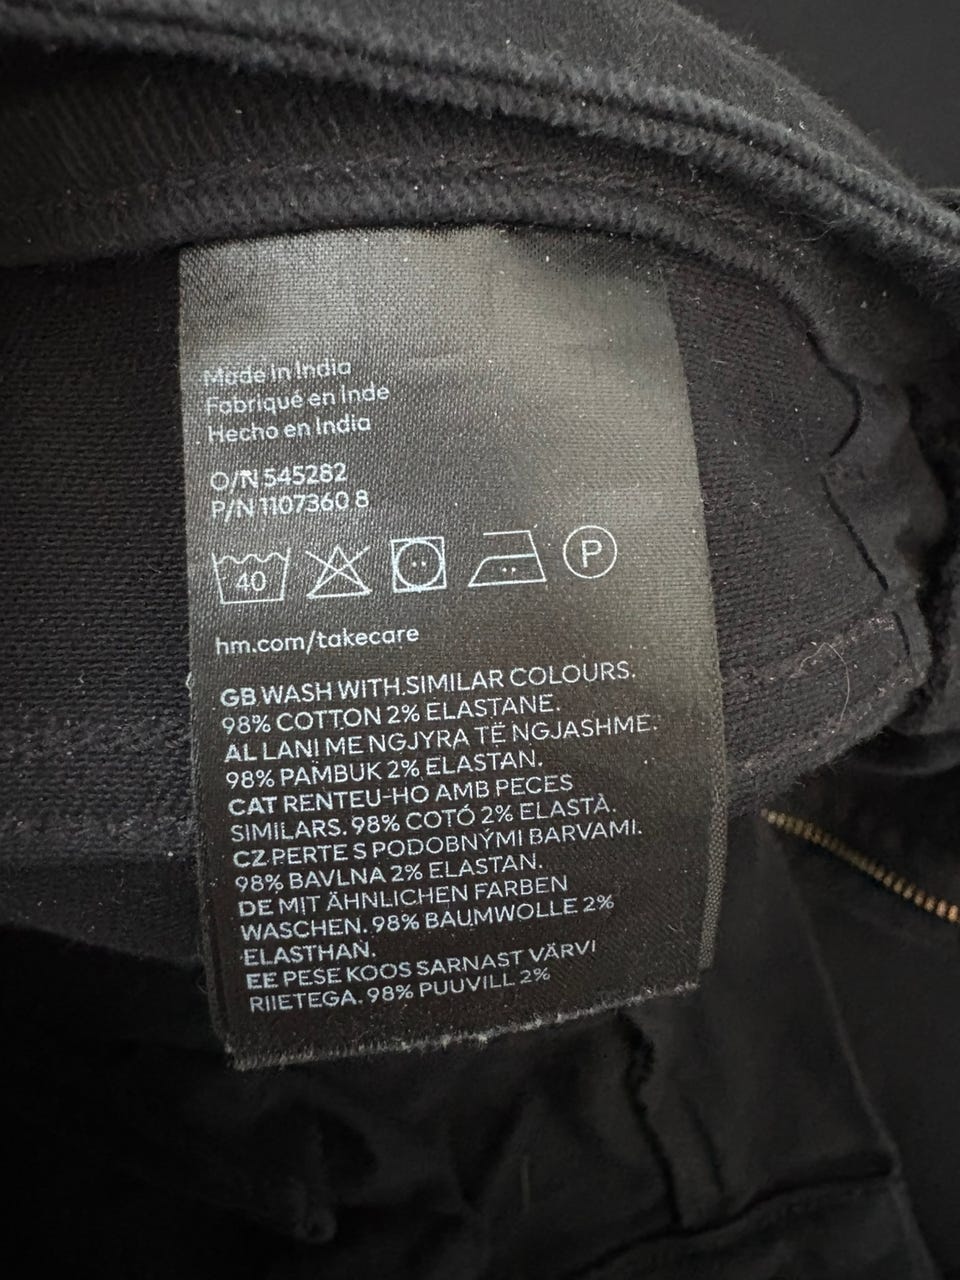 Made in India
Fabriqué en Inde
Hecho en India
O/N 545282
P/N 1107360 8
40 P
hm.com/takecare
GB WASH WITH SIMILAR COLOURS.
98% COTTON 2% ELASTANE.
AL LANI ME NGJYRA TË NGJASHME.
98% PAMBUK 2% ELASTAN.
CAT RENTEU-HO AMB PECES
SIMILARS. 98% COTÓ 2% ELASTÀ.
CZ PERTE S PODOBNÝMI BARVAMI.
98% BAVLNA 2% ELASTAN.
DE MIT ÄHNLICHEN FARBEN
WASCHEN. 98% BAUMWOLLE 2%
ELASTHAN.
EE PESE KOOS SARNAST VÄRVI
RIIETEGA. 98% PUUVILL 2%